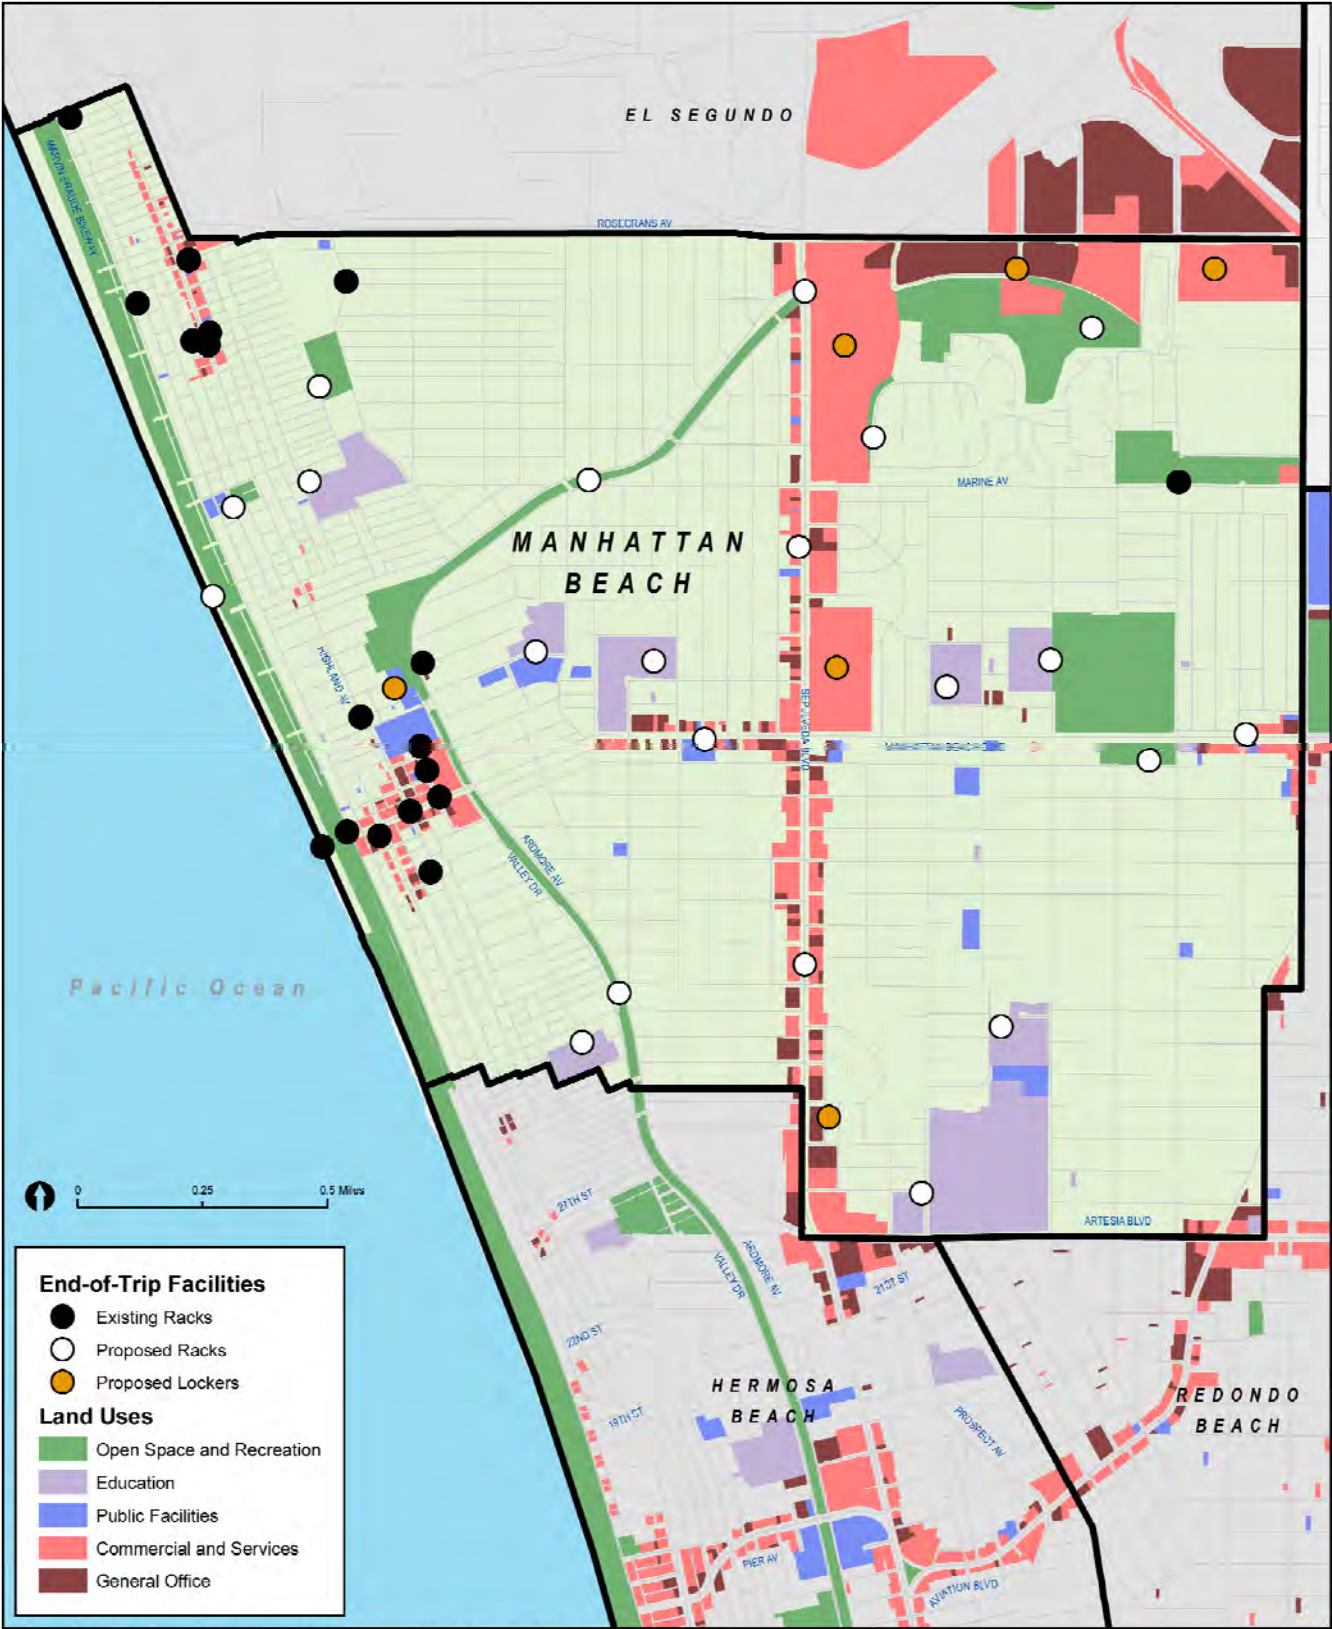 EL SEGUNDO
MARVIN BRAUDE BIKEWAY
ROSECRANS AV
MARINE AV
MANHATTAN
BEACH
HIGHLAND AV
SEPULVEDA BLVD
MANHATTAN BEACH
ARDMORE AV
VALLEY DR
Pacific Ocean
0 0.25 0.5 Miles
27TH ST
ARTESIA BLVD
ARDMORE AV
VALLEY DR
21ST ST
22ND ST
19TH ST
HERMOSA
BEACH
PROSPECT AV
REDONDO
BEACH
PIER AV
AVIATION BLVD
End-of-Trip Facilities
Existing Racks
Proposed Racks
Proposed Lockers
Land Uses
Open Space and Recreation
Education
Public Facilities
Commercial and Services
General Office